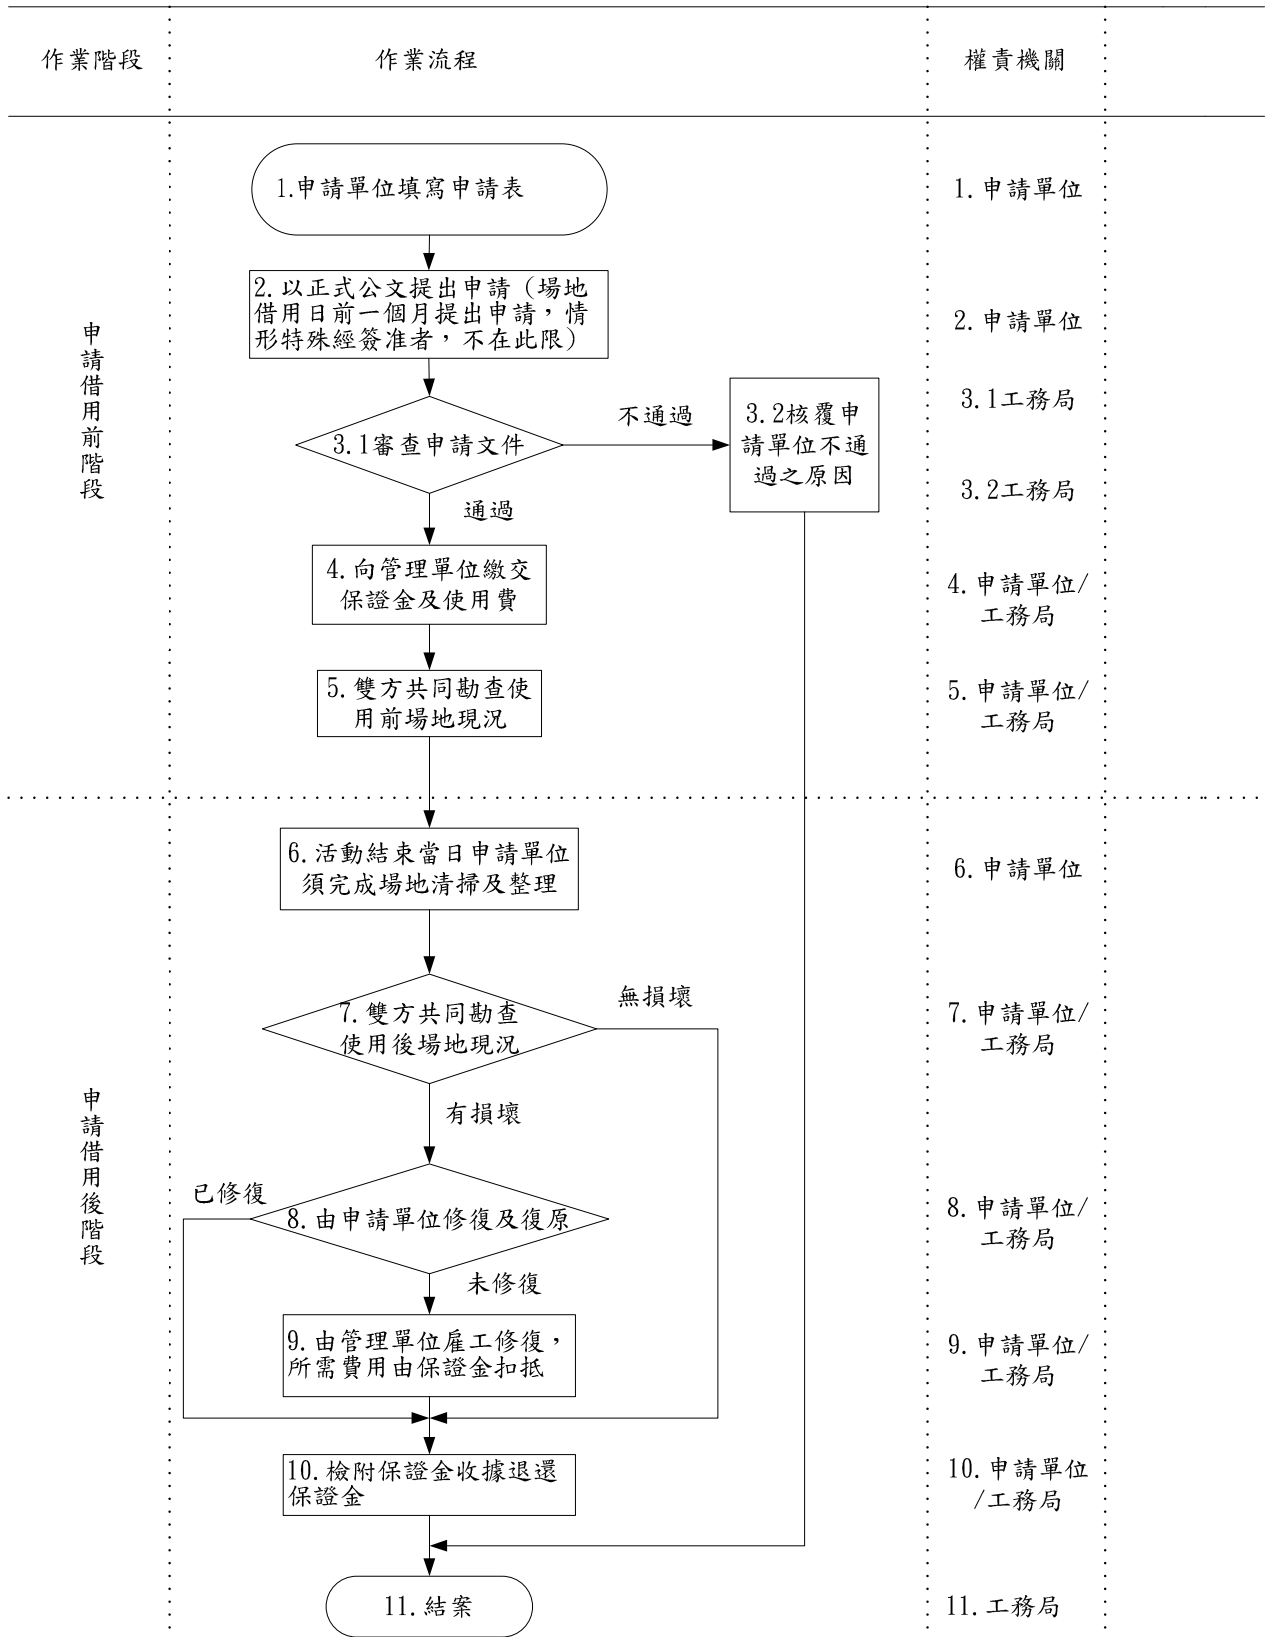 作業階段
作業流程
權責機關
申請借用前階段
1.申請單位填寫申請表
1.申請單位
2.以正式公文提出申請（場地
借用日前一個月提出申請，情
形特殊經簽准者，不在此限）
2.申請單位
3.1審查申請文件
不通過
3.2核覆申
請單位不通
過之原因
3.1工務局
3.2工務局
通過
4.向管理單位繳交
保證金及使用費
4.申請單位/
工務局
5.雙方共同勘查使
用前場地現況
5.申請單位/
工務局
申請借用後階段
6.活動結束當日申請單位
須完成場地清掃及整理
6.申請單位
7.雙方共同勘查
使用後場地現況
無損壞
7.申請單位/
工務局
有損壞
已修復
8.由申請單位修復及復原
8.申請單位/
工務局
未修復
9.由管理單位雇工修復，
所需費用由保證金扣抵
9.申請單位/
工務局
10.檢附保證金收據退還
保證金
10.申請單位
/工務局
11.結案
11.工務局